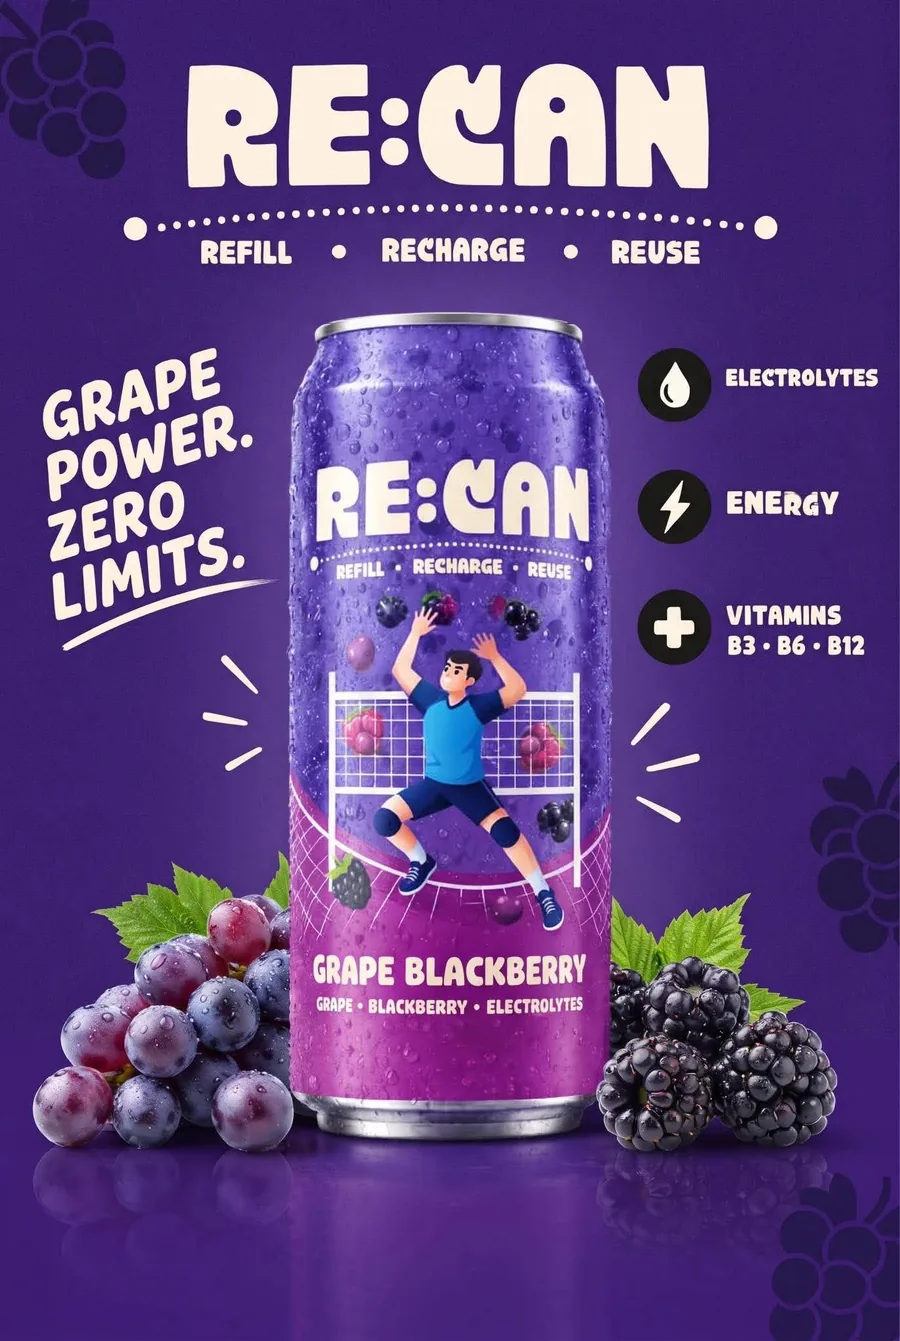 RE:CAN
REFILL • RECHARGE • REUSE
GRAPE
POWER.
ZERO
LIMITS.
ELECTROLYTES
ENERGY
VITAMINS
B3 • B6 • B12
RE:CAN
REFILL • RECHARGE • REUSE
GRAPE BLACKBERRY
GRAPE • BLACKBERRY • ELECTROLYTES